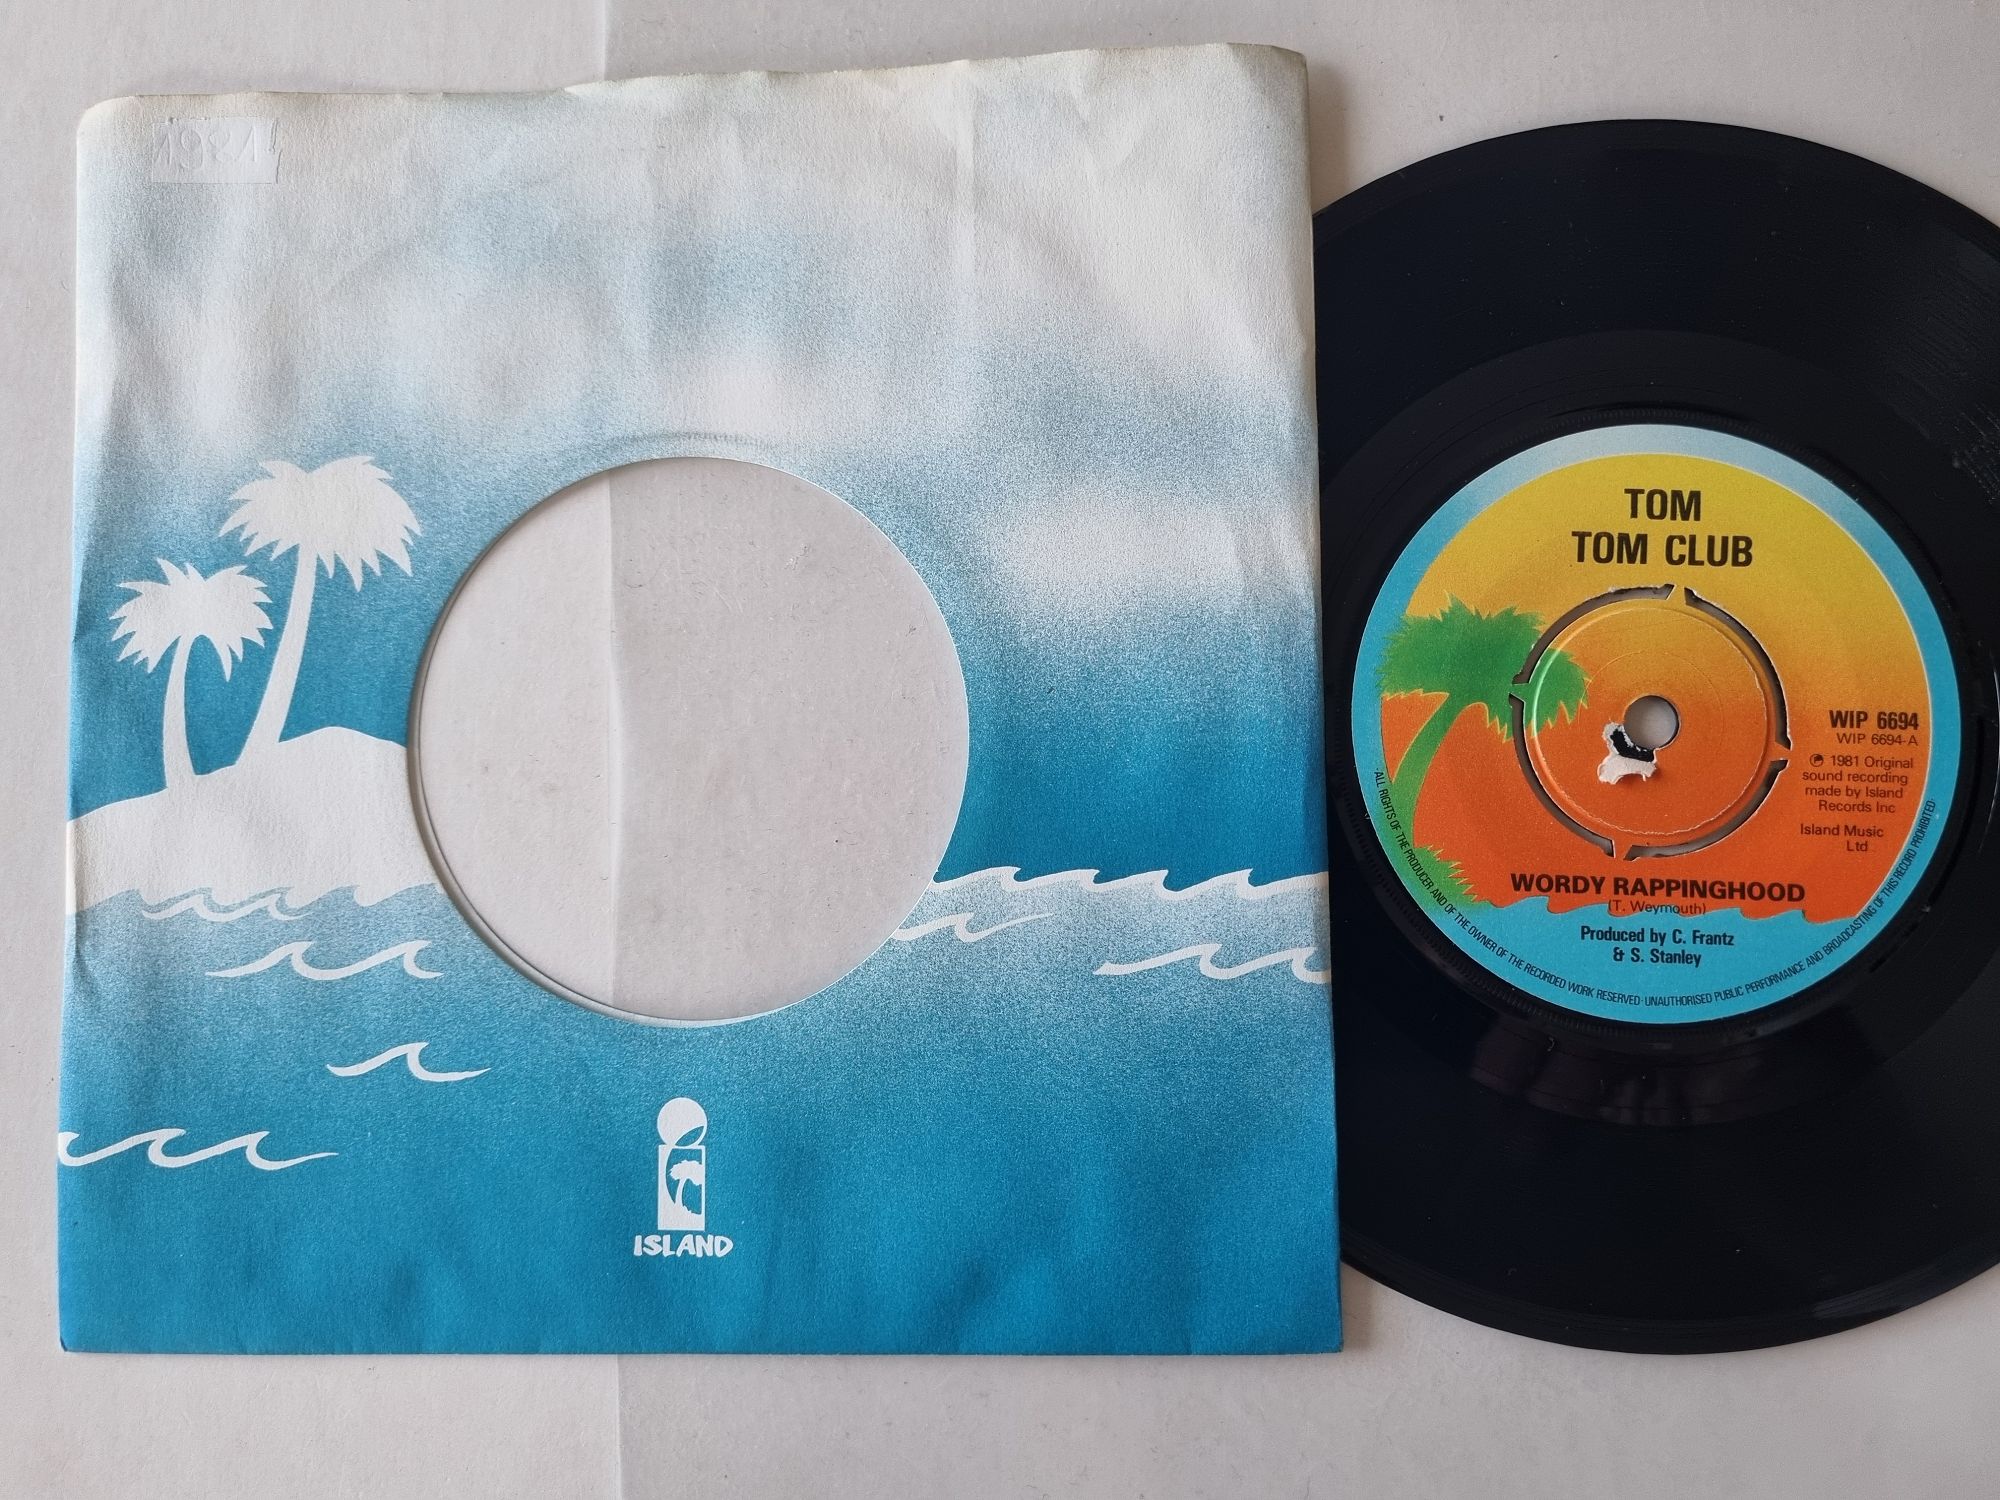 ISLAND
TOM
TOM CLUB
WIP 6694
WIP 6694-A
℗ 1981 Original
sound recording
made by Island
Records Inc
Island Music
Ltd
WORDY RAPPINGHOOD
(T. Weymouth)
Produced by C. Frantz
& S. Stanley
·ALL RIGHTS OF THE PRODUCER AND OF THE OWNER OF THE RECORDED WORK RESERVED·UNAUTHORISED PUBLIC PERFORMANCE AND BROADCASTING OF THIS RECORD PROHIBITED·